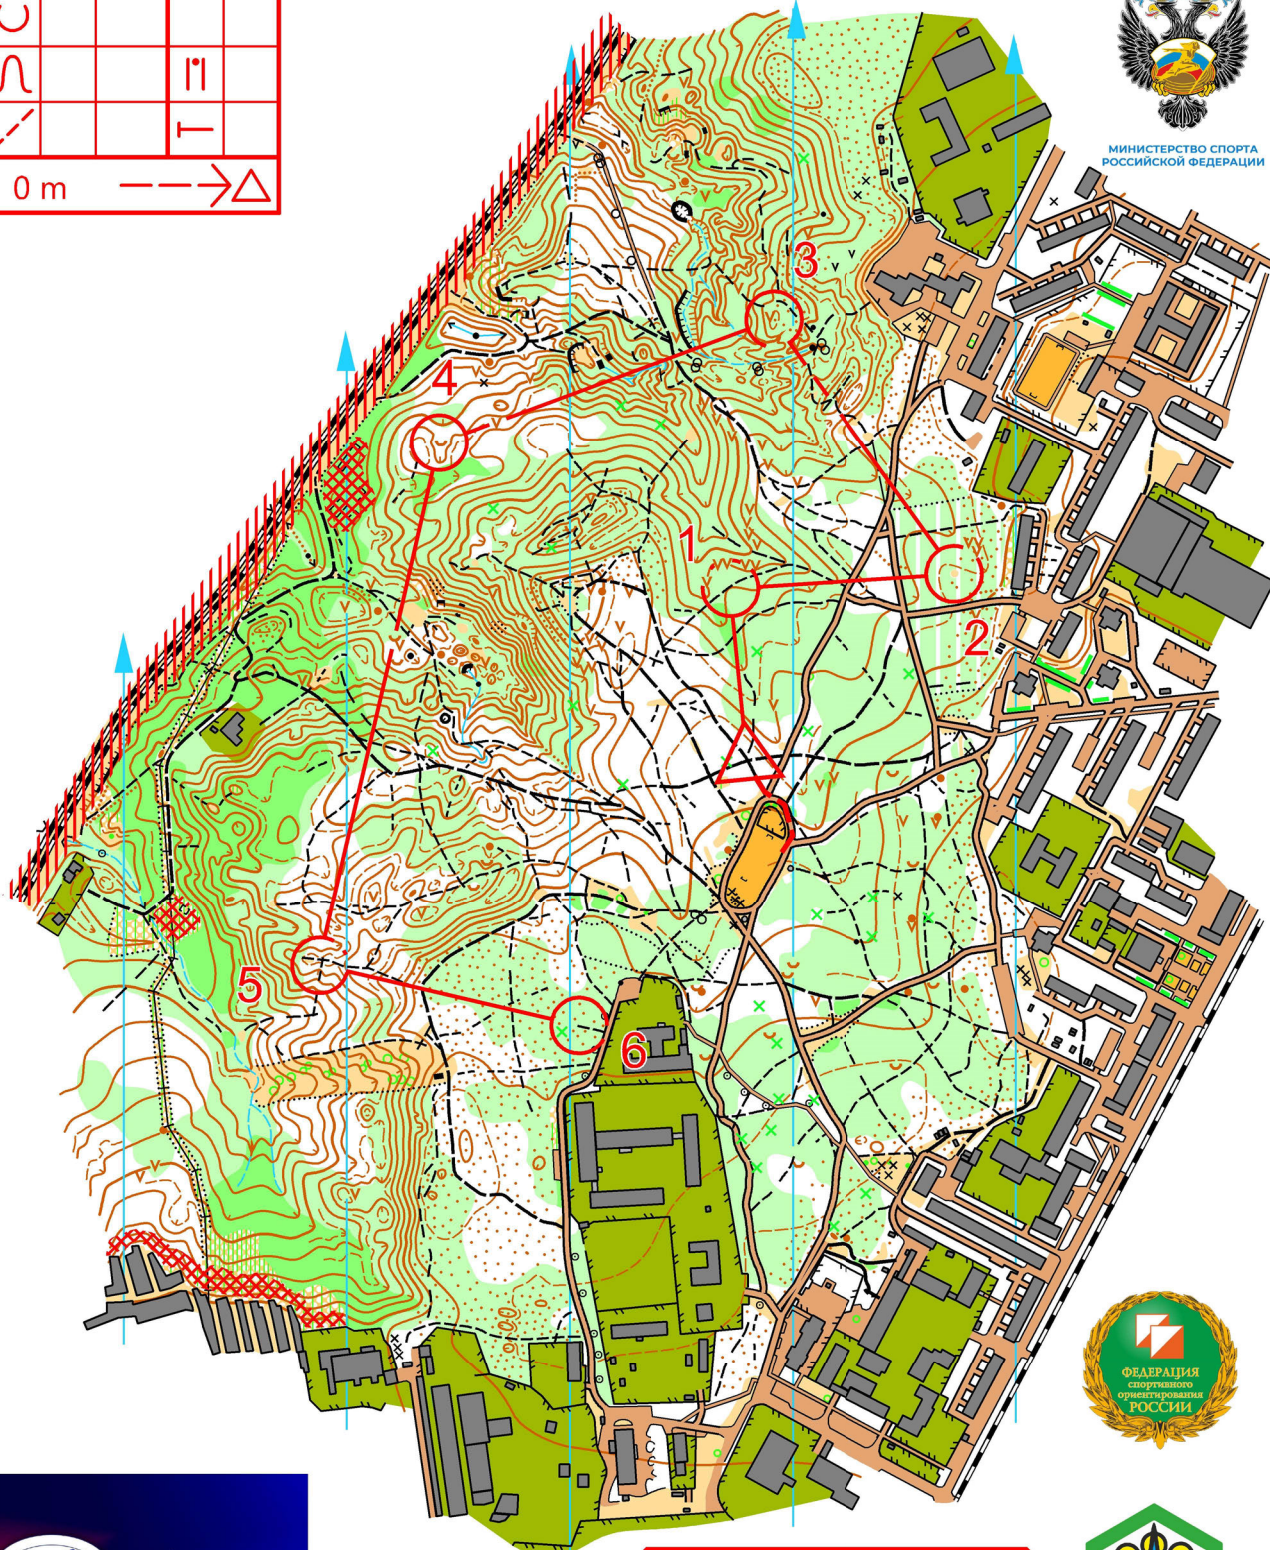 0 m
МИНИСТЕРСТВО СПОРТА
РОССИЙСКОЙ ФЕДЕРАЦИИ
3
4
1
2
5
6
ФЕДЕРАЦИЯ
спортивного
ориентирования
РОССИИ